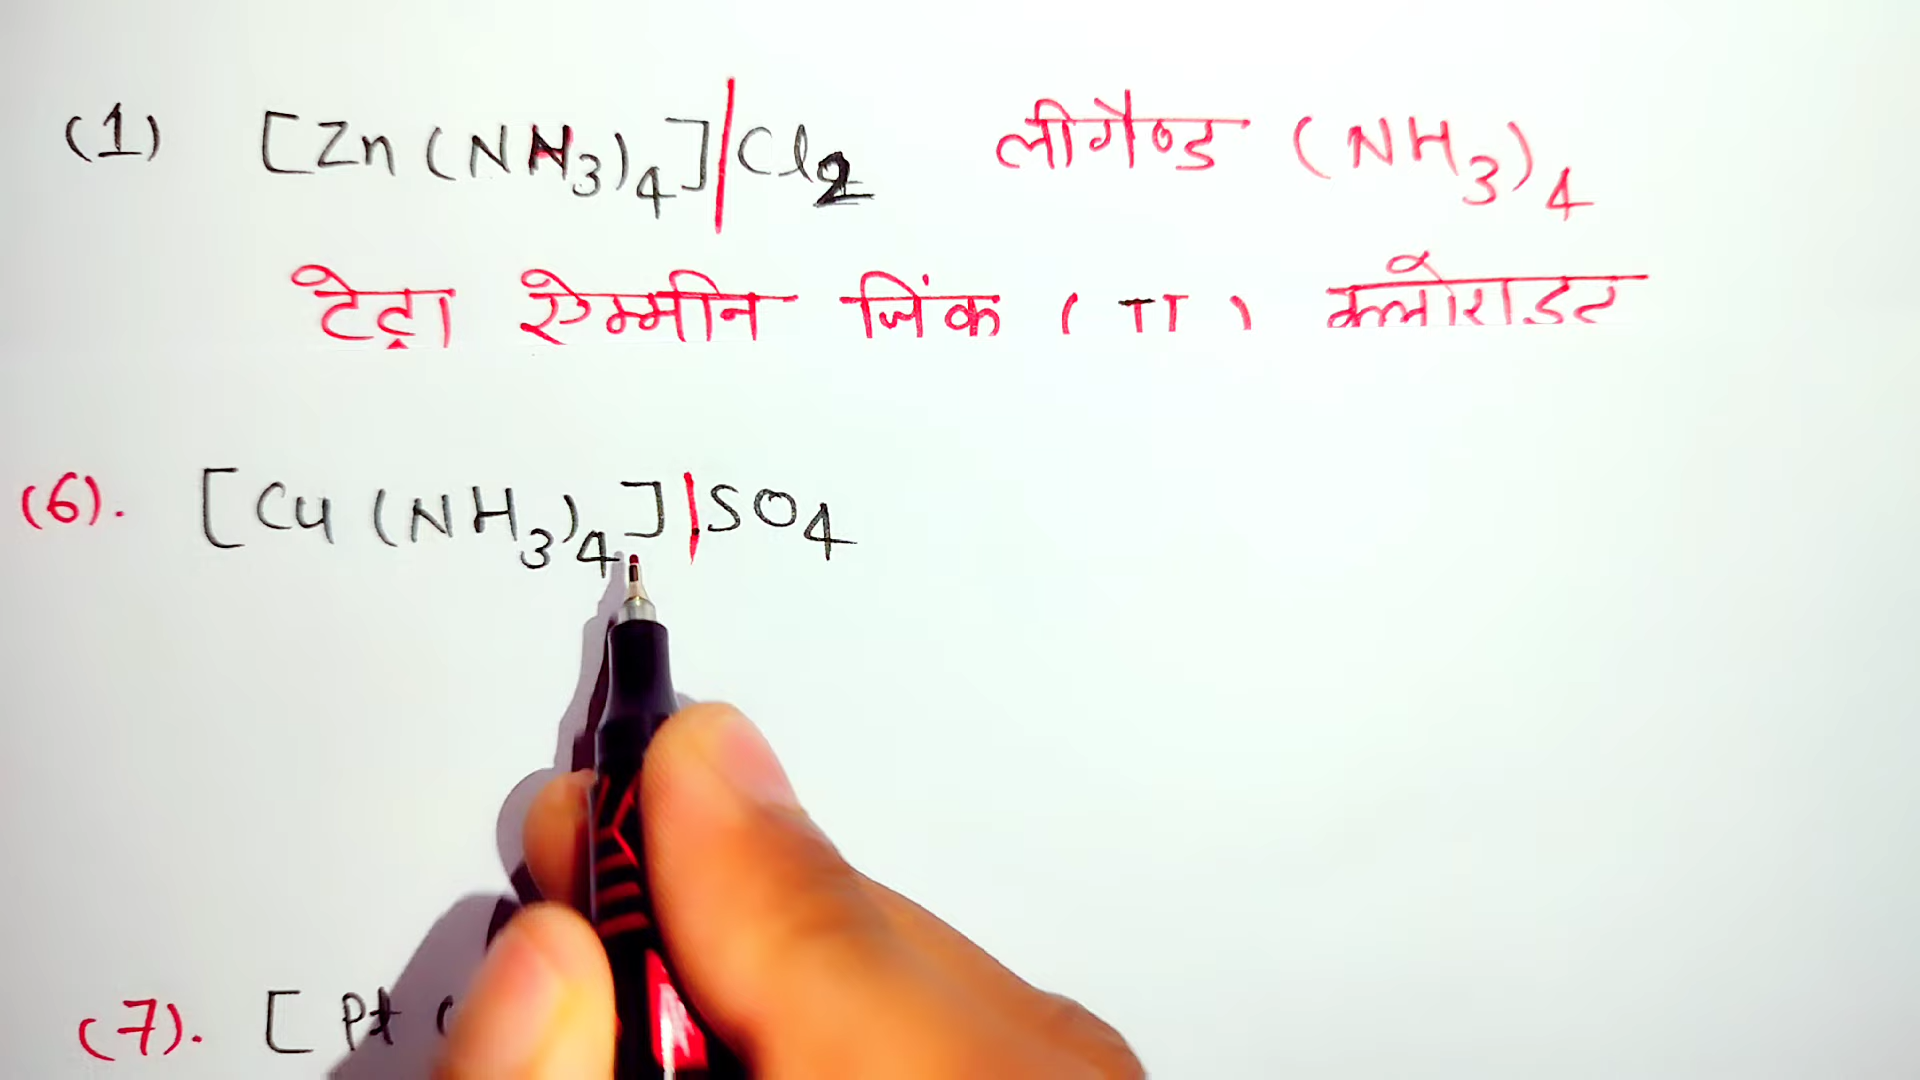 (1) [Zn(NH3)4]|Cl2 लीगैण्ड (NH3)4
टेट्रा ऐम्मीन जिंक (II) क्लोराइट
(6). [Cu(NH3)4]|SO4
(7). [Pt (